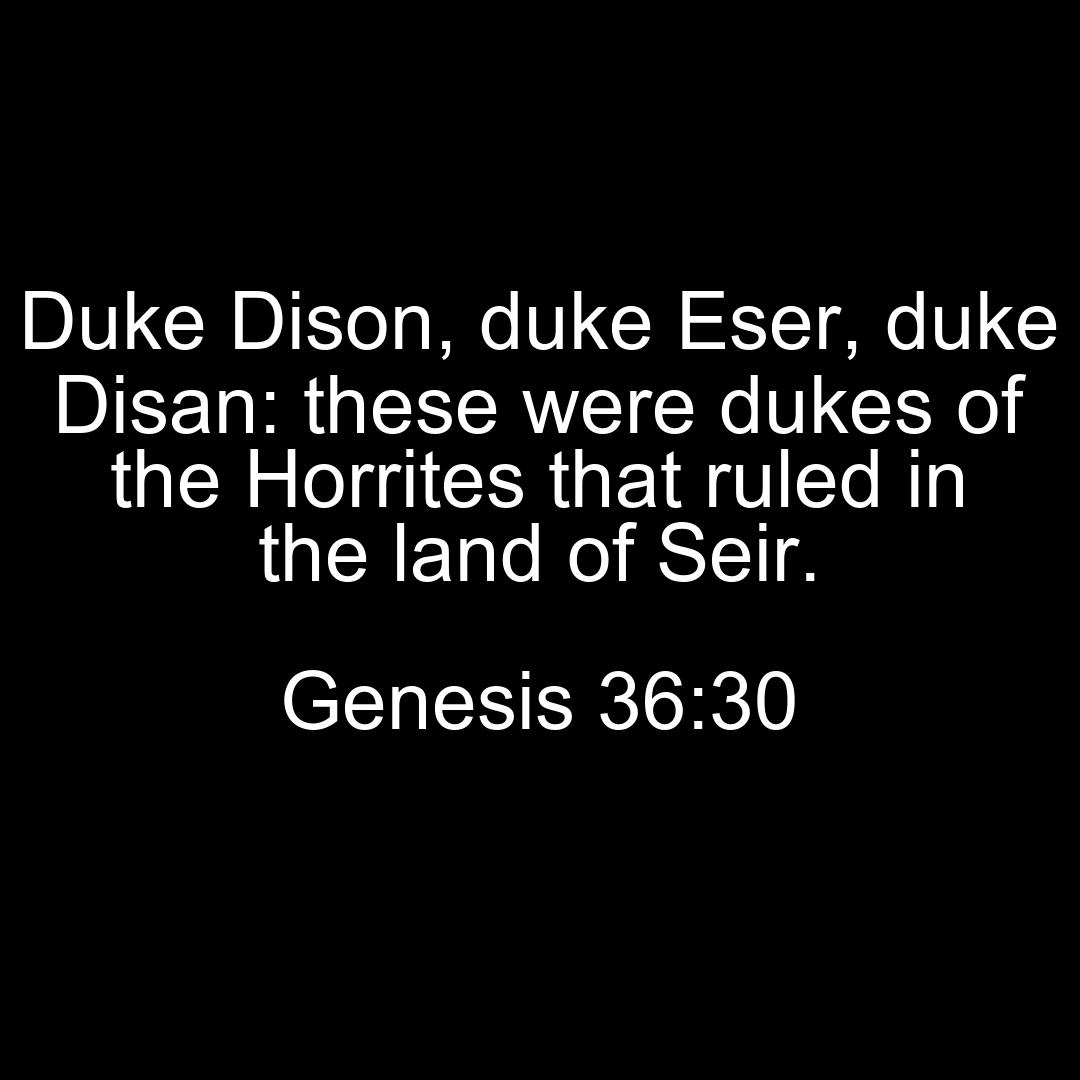 Duke Dison, duke Eser, duke
Disan: these were dukes of
the Horrites that ruled in
the land of Seir.
Genesis 36:30